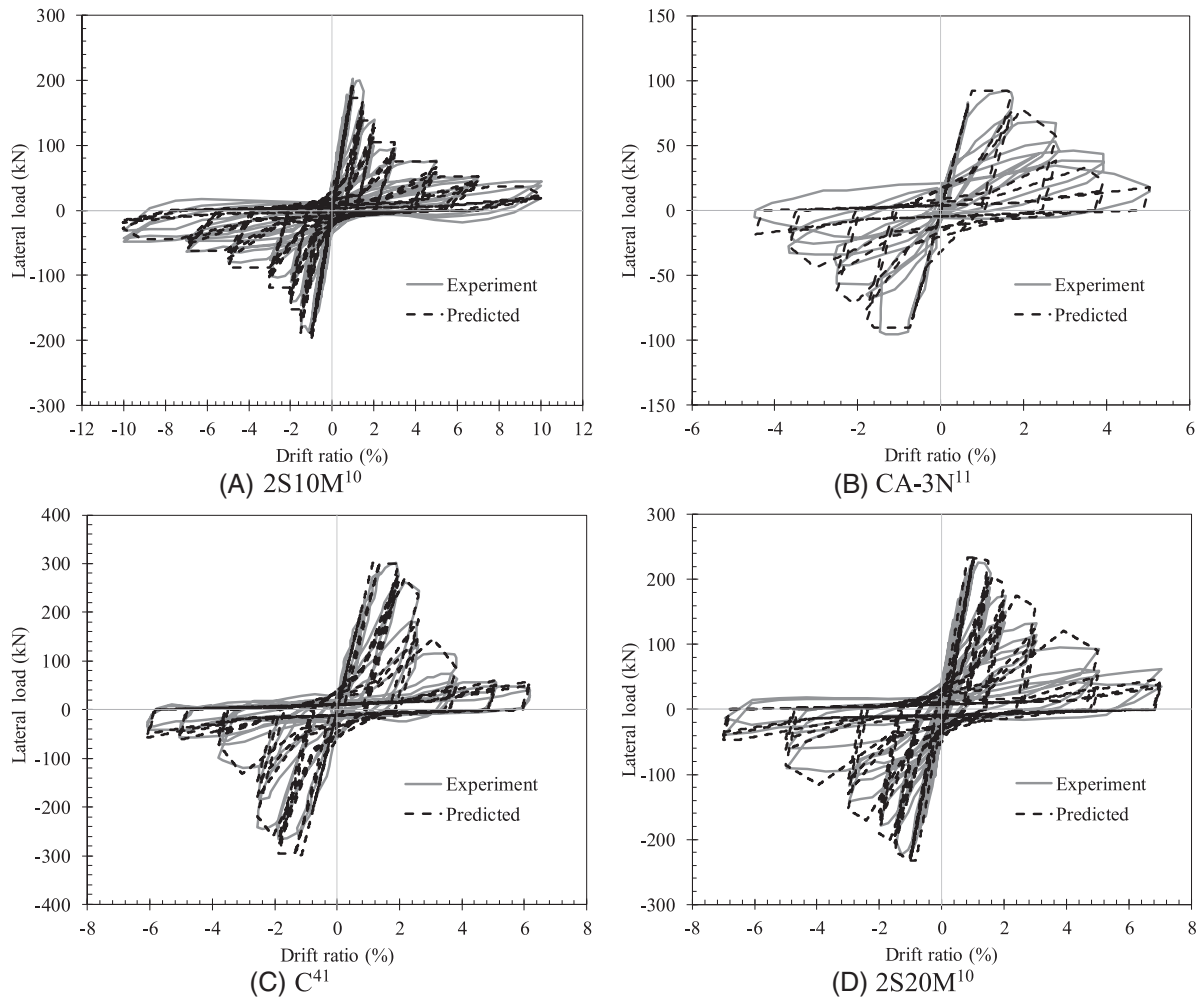 300
200
100
0
-100
-200
-300
-12 -10 -8 -6 -4 -2 0 2 4 6 8 10 12
Lateral load (kN)
Drift ratio (%)
Experiment
Predicted
(A) 2S10M¹⁰
150
100
50
0
-50
-100
-150
-6 -4 -2 0 2 4 6
Lateral load (kN)
Drift ratio (%)
Experiment
Predicted
(B) CA-3N¹¹
400
300
200
100
0
-100
-200
-300
-400
-8 -6 -4 -2 0 2 4 6 8
Lateral load (kN)
Drift ratio (%)
Experiment
Predicted
(C) C⁴¹
300
200
100
0
-100
-200
-300
-8 -6 -4 -2 0 2 4 6 8
Lateral load (kN)
Drift ratio (%)
Experiment
Predicted
(D) 2S20M¹⁰